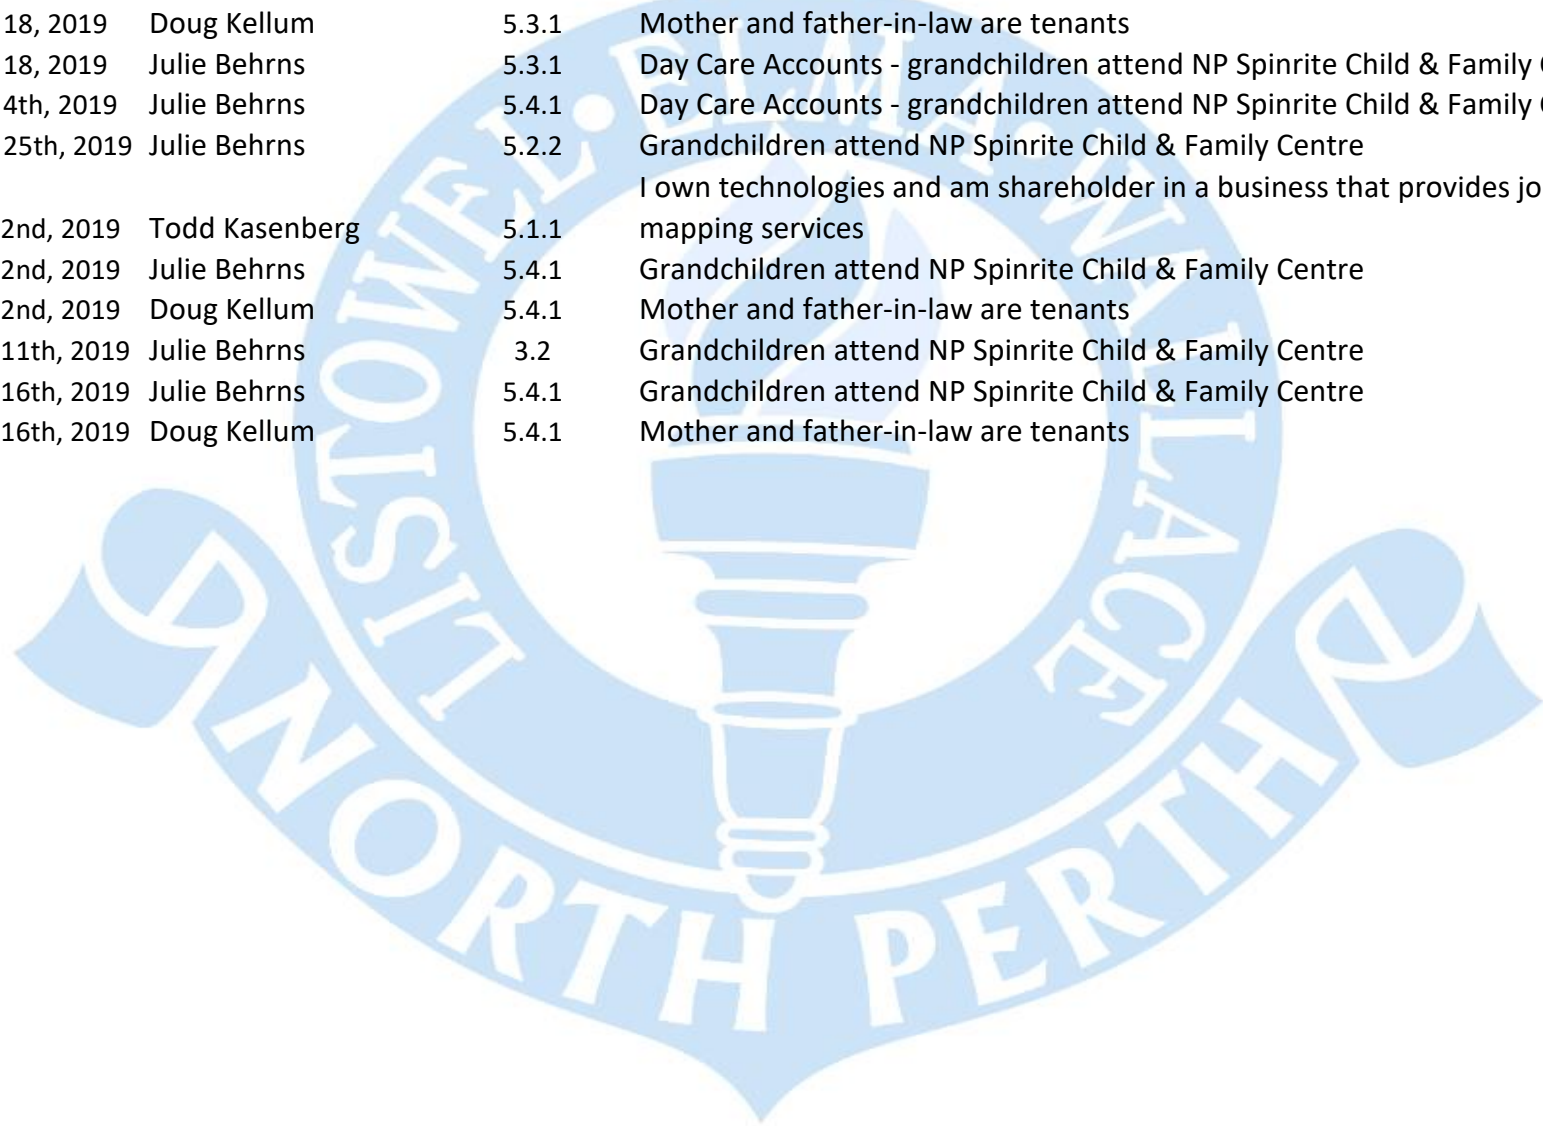 18, 2019 Doug Kellum 5.3.1 Mother and father-in-law are tenants
18, 2019 Julie Behrns 5.3.1 Day Care Accounts - grandchildren attend NP Spinrite Child & Family
4th, 2019 Julie Behrns 5.4.1 Day Care Accounts - grandchildren attend NP Spinrite Child & Family
25th, 2019 Julie Behrns 5.2.2 Grandchildren attend NP Spinrite Child & Family Centre
I own technologies and am shareholder in a business that provides jo
2nd, 2019 Todd Kasenberg 5.1.1 mapping services
2nd, 2019 Julie Behrns 5.4.1 Grandchildren attend NP Spinrite Child & Family Centre
2nd, 2019 Doug Kellum 5.4.1 Mother and father-in-law are tenants
11th, 2019 Julie Behrns 3.2 Grandchildren attend NP Spinrite Child & Family Centre
16th, 2019 Julie Behrns 5.4.1 Grandchildren attend NP Spinrite Child & Family Centre
16th, 2019 Doug Kellum 5.4.1 Mother and father-in-law are tenants
LISTOWEL • ELMA • WALLACE
NORTH PERTH